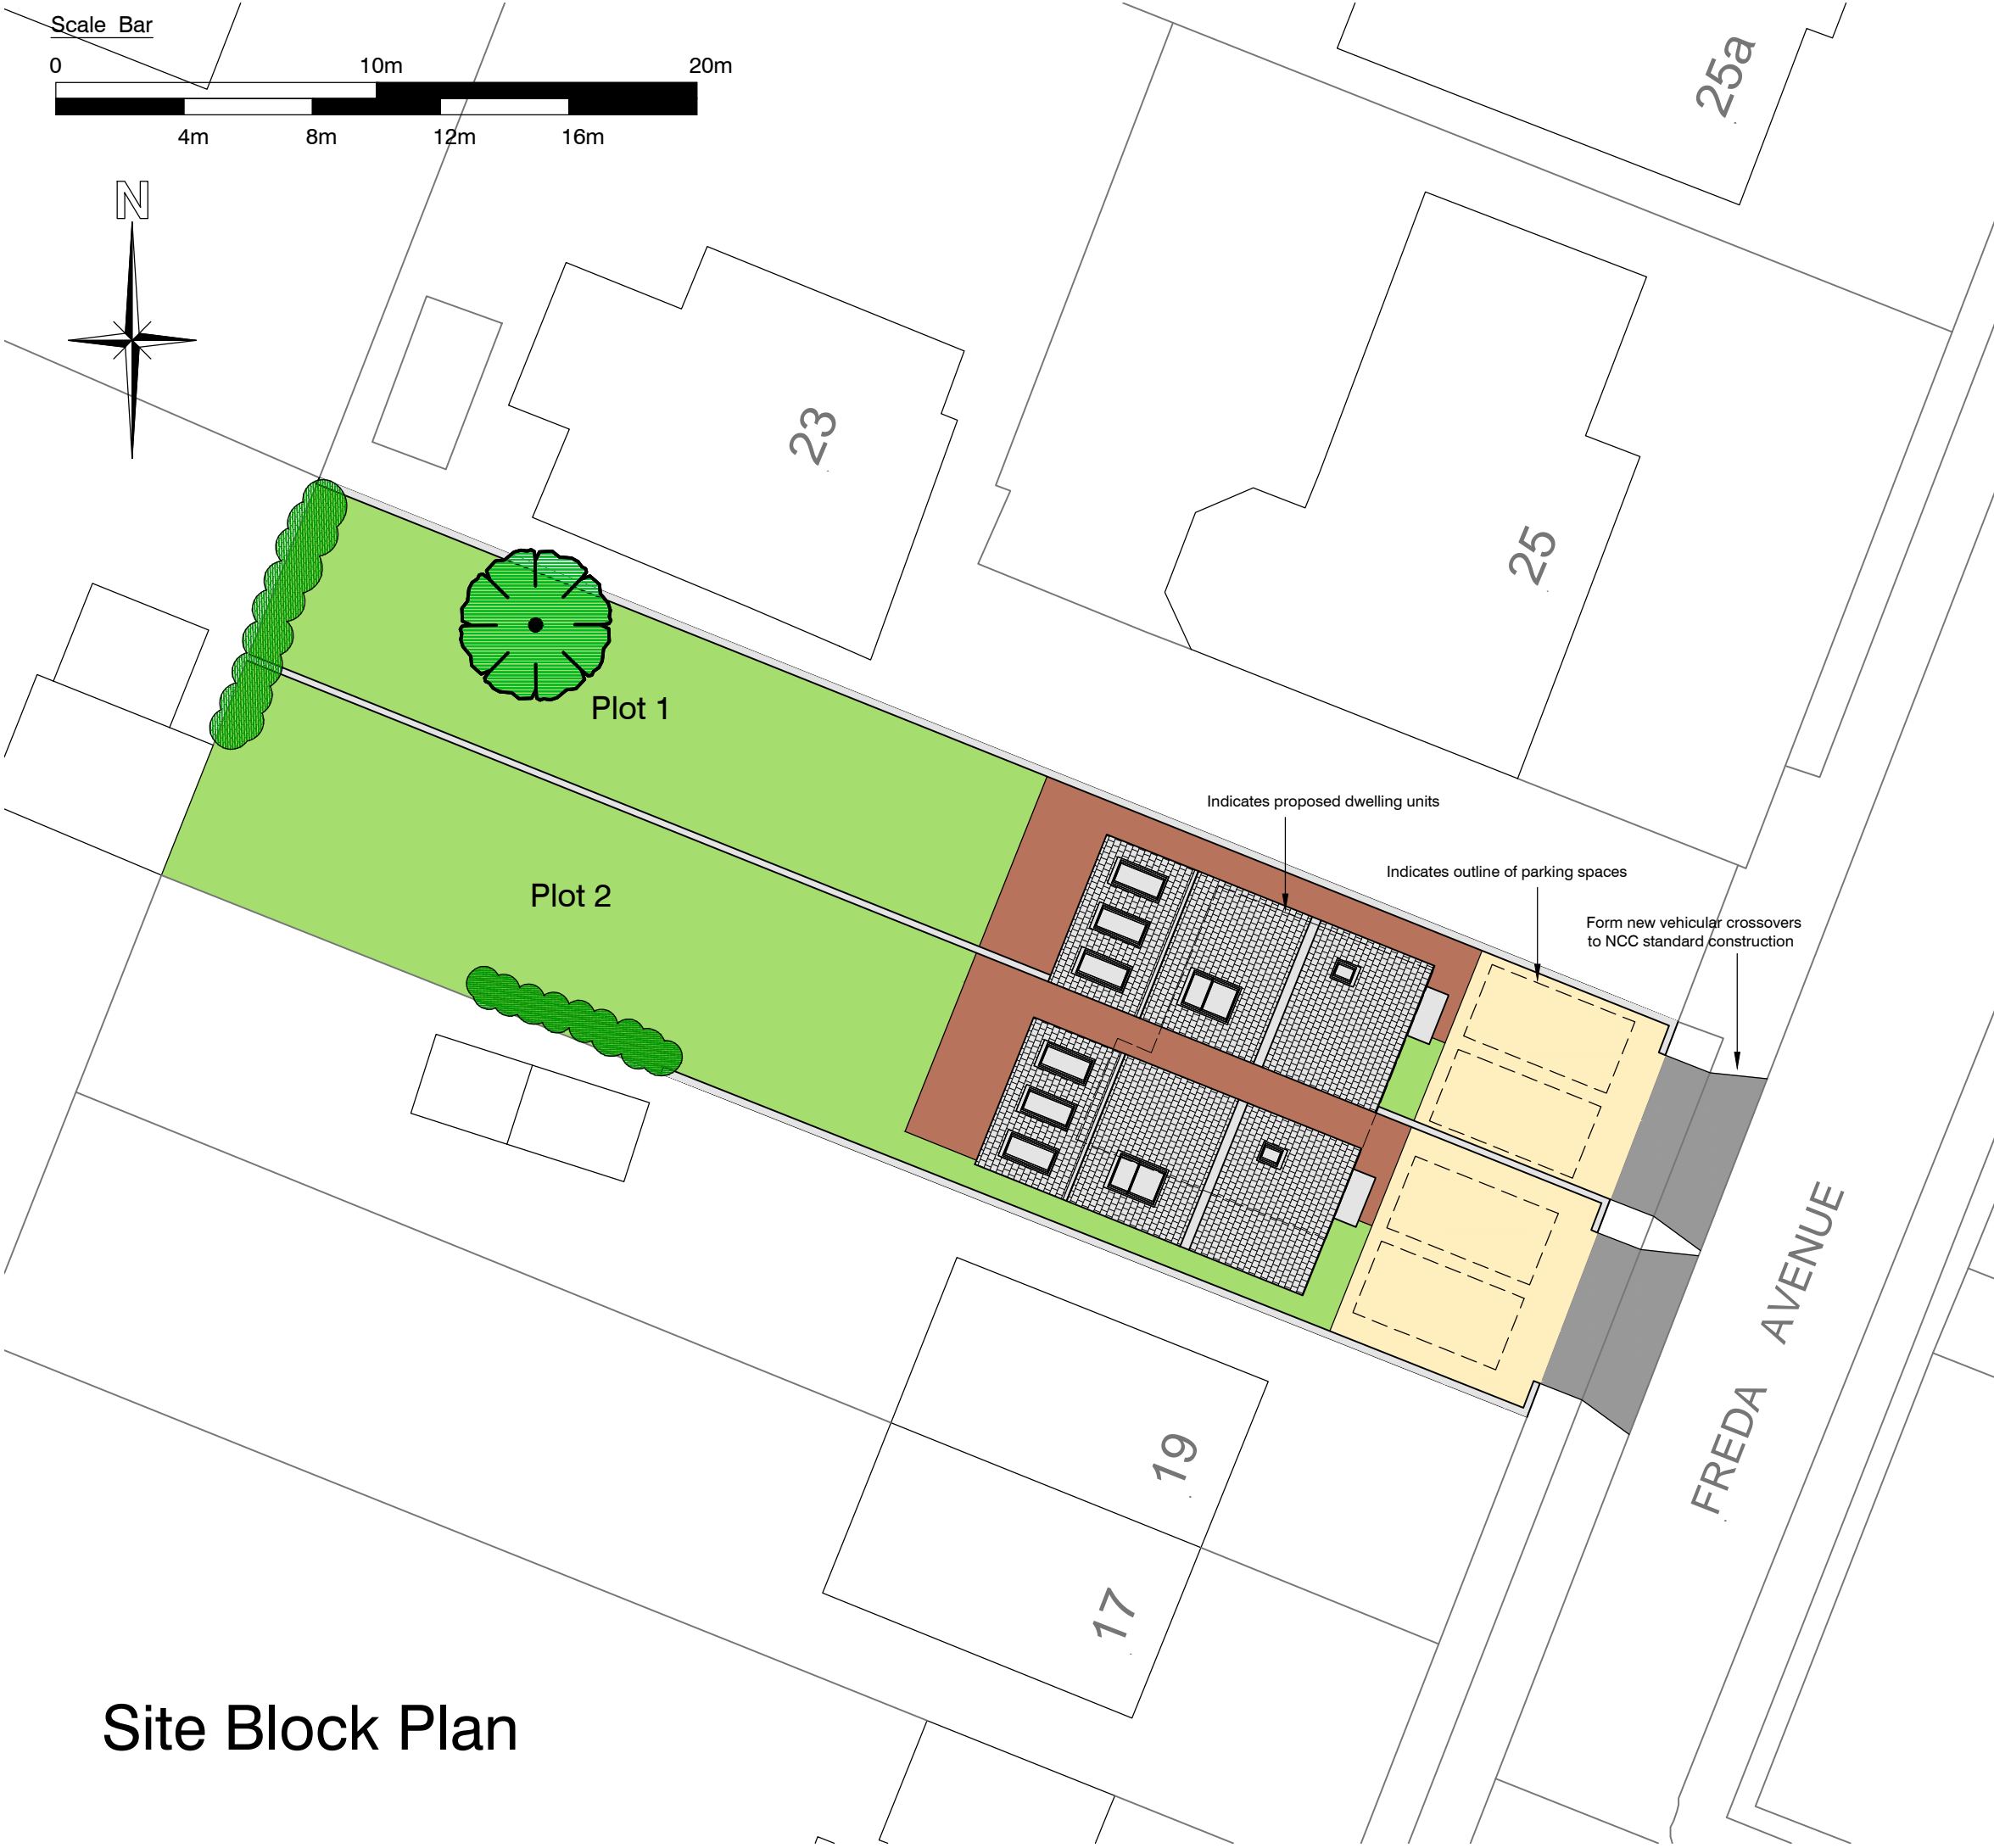 Scale Bar
0 10m 20m
4m 8m 12m 16m
N
25a
23
25
Plot 1
Indicates proposed dwelling units
Indicates outline of parking spaces
Plot 2
Form new vehicular crossovers
to NCC standard construction
FREDA AVENUE
19
17
Site Block Plan